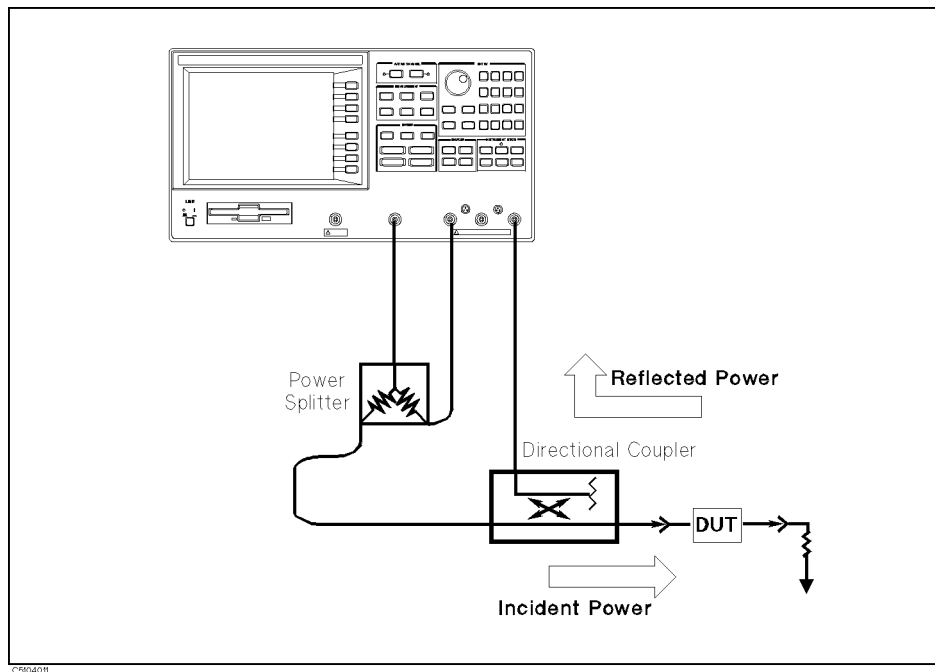 Power
Splitter
Reflected Power
Directional Coupler
DUT
Incident Power
C5104011